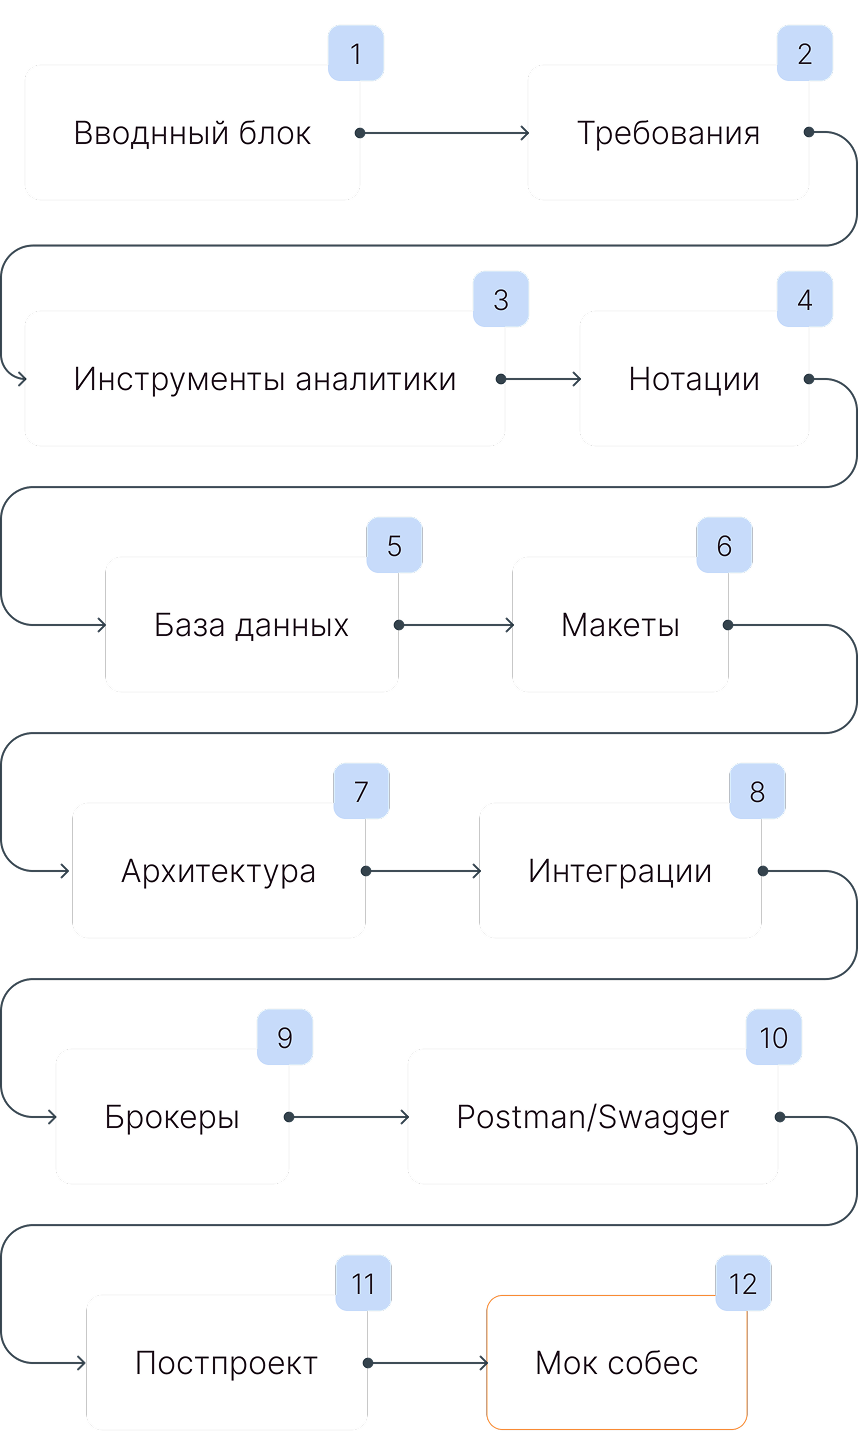 1
Вводнный блок
2
Требования
3
Инструменты аналитики
4
Нотации
5
База данных
6
Макеты
7
Архитектура
8
Интеграции
9
Брокеры
10
Postman/Swagger
11
Постпроект
12
Мок собес